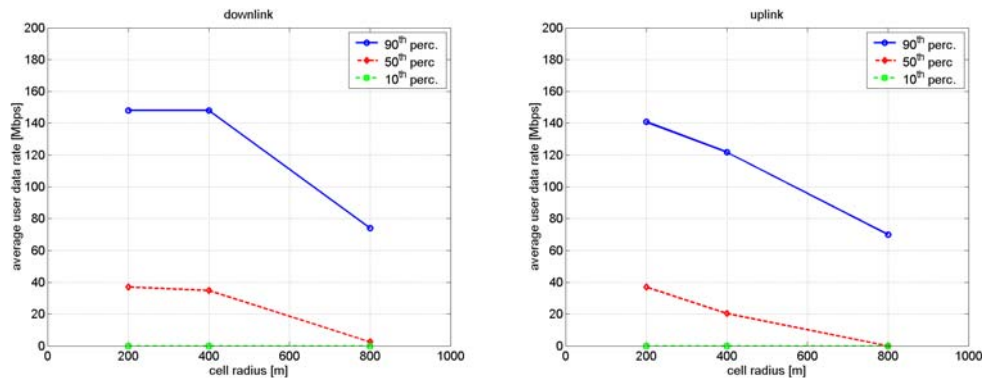 downlink
200
180
160
140
120
100
80
60
40
20
0
average user data rate [Mbps]
90th perc.
50th perc
10th perc.
0 200 400 600 800 1000
cell radius [m]
uplink
200
180
160
140
120
100
80
60
40
20
0
average user data rate [Mbps]
90th perc.
50th perc
10th perc.
0 200 400 600 800 1000
cell radius [m]